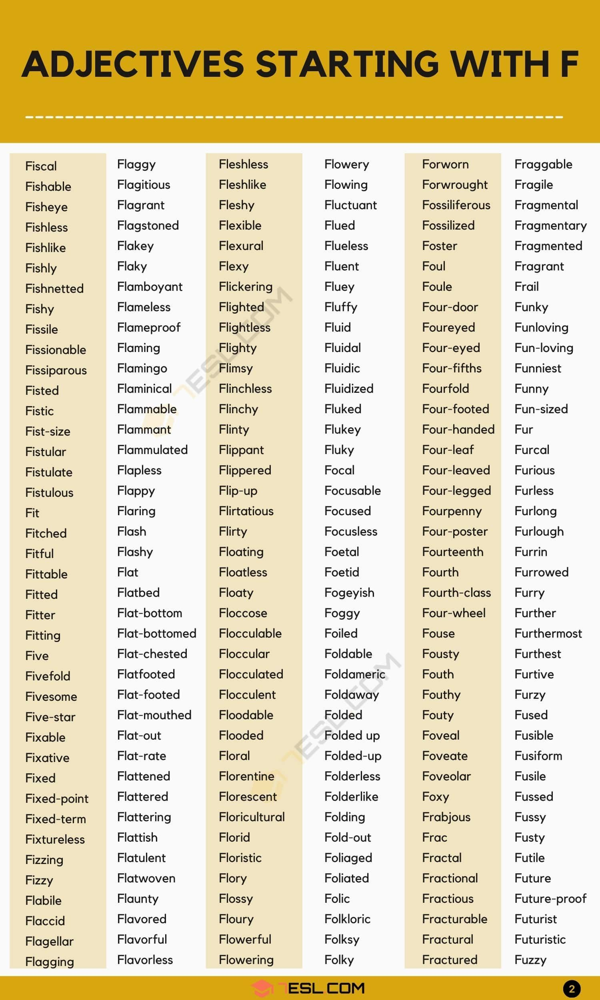 ADJECTIVES STARTING WITH F
Fiscal
Fishable
Fisheye
Fishless
Fishlike
Fishly
Fishnetted
Fishy
Fissile
Fissionable
Fissiparous
Fisted
Fistic
Fist-size
Fistular
Fistulate
Fistulous
Fit
Fitched
Fitful
Fittable
Fitted
Fitter
Fitting
Five
Fivefold
Fivesome
Five-star
Fixable
Fixative
Fixed
Fixed-point
Fixed-term
Fixtureless
Fizzing
Fizzy
Flabile
Flaccid
Flagellar
Flagging
Flaggy
Flagitious
Flagrant
Flagstoned
Flakey
Flaky
Flamboyant
Flameless
Flameproof
Flaming
Flamingo
Flaminical
Flammable
Flammant
Flammulated
Flapless
Flappy
Flaring
Flash
Flashy
Flat
Flatbed
Flat-bottom
Flat-bottomed
Flat-chested
Flatfooted
Flat-footed
Flat-mouthed
Flat-out
Flat-rate
Flattened
Flattered
Flattering
Flattish
Flatulent
Flatwoven
Flaunty
Flavored
Flavorful
Flavorless
Fleshless
Fleshlike
Fleshy
Flexible
Flexural
Flexy
Flickering
Flighted
Flightless
Flighty
Flimsy
Flinchless
Flinchy
Flinty
Flippant
Flippered
Flip-up
Flirtatious
Flirty
Floating
Floatless
Floaty
Floccose
Flocculable
Floccular
Flocculated
Flocculent
Floodable
Flooded
Floral
Florentine
Florescent
Floricultural
Florid
Floristic
Flory
Flossy
Floury
Flowerful
Flowering
Flowery
Flowing
Fluctuant
Flued
Flueless
Fluent
Fluey
Fluffy
Fluid
Fluidal
Fluidic
Fluidized
Fluked
Flukey
Fluky
Focal
Focusable
Focused
Focusless
Foetal
Foetid
Fogeyish
Foggy
Foiled
Foldable
Foldameric
Foldaway
Folded
Folded up
Folded-up
Folderless
Folderlike
Folding
Fold-out
Foliaged
Foliated
Folic
Folkloric
Folksy
Folky
Forworn
Forwrought
Fossiliferous
Fossilized
Foster
Foul
Foule
Four-door
Foureyed
Four-eyed
Four-fifths
Fourfold
Four-footed
Four-handed
Four-leaf
Four-leaved
Four-legged
Fourpenny
Four-poster
Fourteenth
Fourth
Fourth-class
Four-wheel
Fouse
Fousty
Fouth
Fouthy
Fouty
Foveal
Foveate
Foveolar
Foxy
Frabjous
Frac
Fractal
Fractional
Fractious
Fracturable
Fractural
Fractured
Fraggable
Fragile
Fragmental
Fragmentary
Fragmented
Fragrant
Frail
Funky
Funloving
Fun-loving
Funniest
Funny
Fun-sized
Fur
Furcal
Furious
Furless
Furlong
Furlough
Furrin
Furrowed
Furry
Further
Furthermost
Furthest
Furtive
Furzy
Fused
Fusible
Fusiform
Fusile
Fussed
Fussy
Fusty
Futile
Future
Future-proof
Futurist
Futuristic
Fuzzy
7ESL.COM
7ESL.COM
7ESL.COM
2